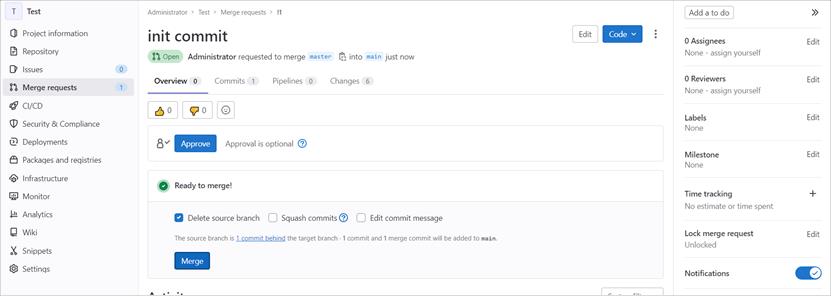 T Test
Project information
Repository
Issues 0
Merge requests 1
CI/CD
Security & Compliance
Deployments
Packages and registries
Infrastructure
Monitor
Analytics
Wiki
Snippets
Settings
Administrator › Test › Merge requests › !1
init commit
Edit
Code
Open Administrator requested to merge master into main just now
Overview 0 Commits 1 Pipelines 0 Changes 6
0 0
Approve Approval is optional
Ready to merge!
Delete source branch Squash commits Edit commit message
The source branch is 1 commit behind the target branch · 1 commit and 1 merge commit will be added to main.
Merge
Add a to do
0 Assignees Edit
None - assign yourself
0 Reviewers Edit
None - assign yourself
Labels Edit
None
Milestone Edit
None
Time tracking
No estimate or time spent
Lock merge request Edit
Unlocked
Notifications